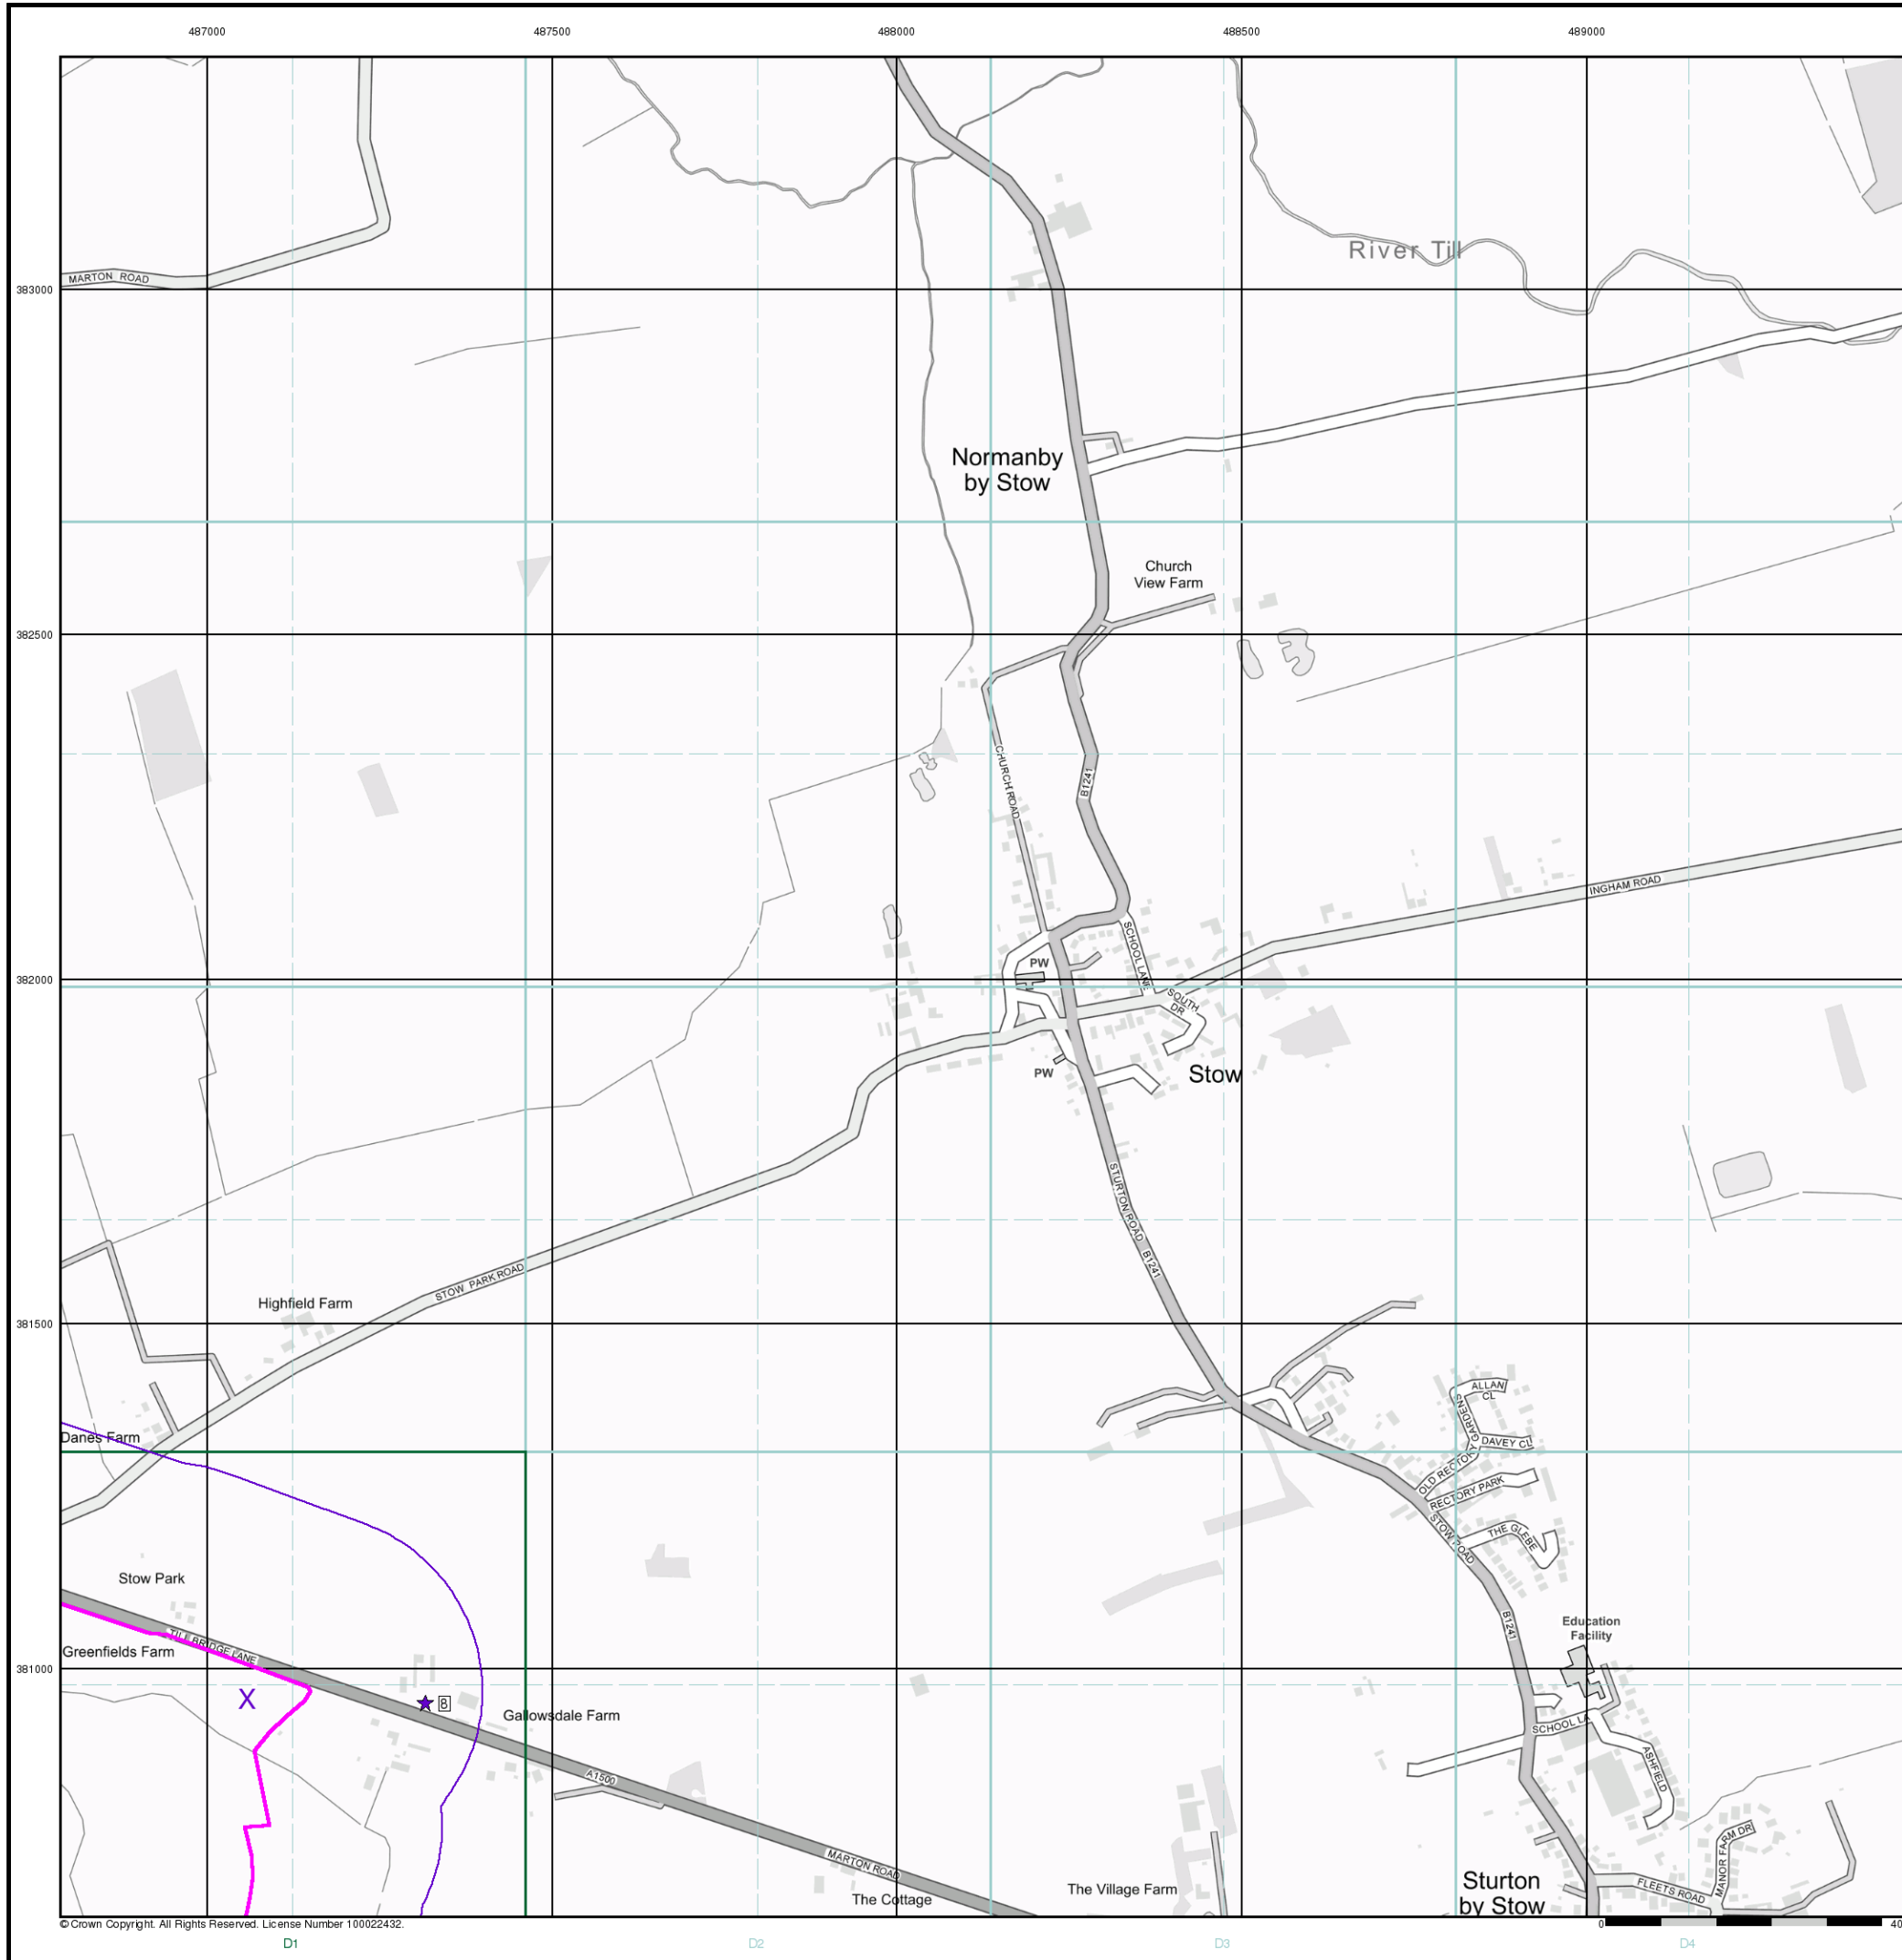 487000 487500 488000 488500 489000
MARTON ROAD
River Till
383000
Normanby
by Stow
Church
View Farm
382500
CHURCH ROAD
B1241
INGHAM ROAD
SCHOOL LANE
PW
382000
SOUTH
DR
PW
Stow
STURTON ROAD
B1241
STOW PARK ROAD
Highfield Farm
381500
ALLAN
CL
OLD RECTORY GARDENS
DAVEY CL
Danes Farm
RECTORY PARK
STOW ROAD
THE GLEBE
Stow Park
B1241
Education
Facility
TILLBRIDGE LANE
Greenfields Farm
381000
X
8
Gallowsdale Farm
SCHOOL LA
ASHFIELD
A1500
MANOR FARM DR
MARTON ROAD
The Cottage
The Village Farm
Sturton
by Stow
FLEETS ROAD
© Crown Copyright. All Rights Reserved. License Number 100022432.
0
40
D1 D2 D3 D4